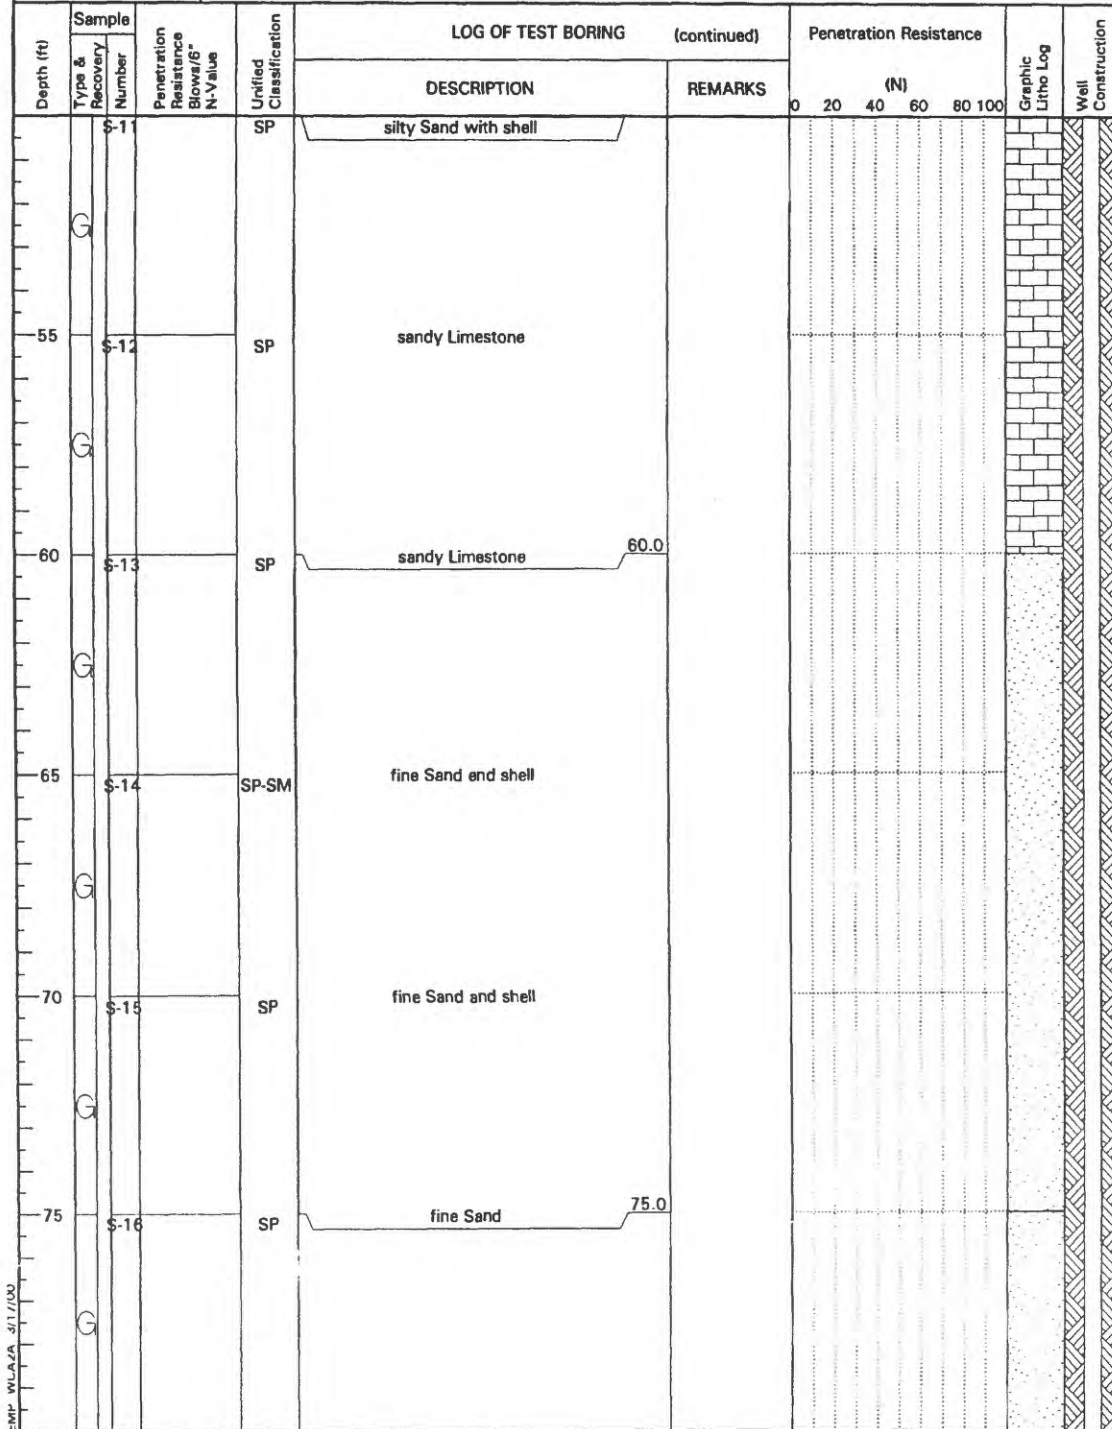 Sample
LOG OF TEST BORING (continued)
Penetration Resistance
(N)
0 20 40 60 80 100
Depth (ft)
Type & Recovery
Number
Penetration Resistance Blows/6" N-Value
Unified Classification
DESCRIPTION
REMARKS
Graphic Litho Log
Well Construction
S-11 SP silty Sand with shell
G
55 S-12 SP sandy Limestone
G
60 S-13 SP sandy Limestone 60.0
G
65 S-14 SP-SM fine Sand end shell
G
70 S-15 SP fine Sand and shell
G
75 S-16 SP fine Sand 75.0
G
3/17/00